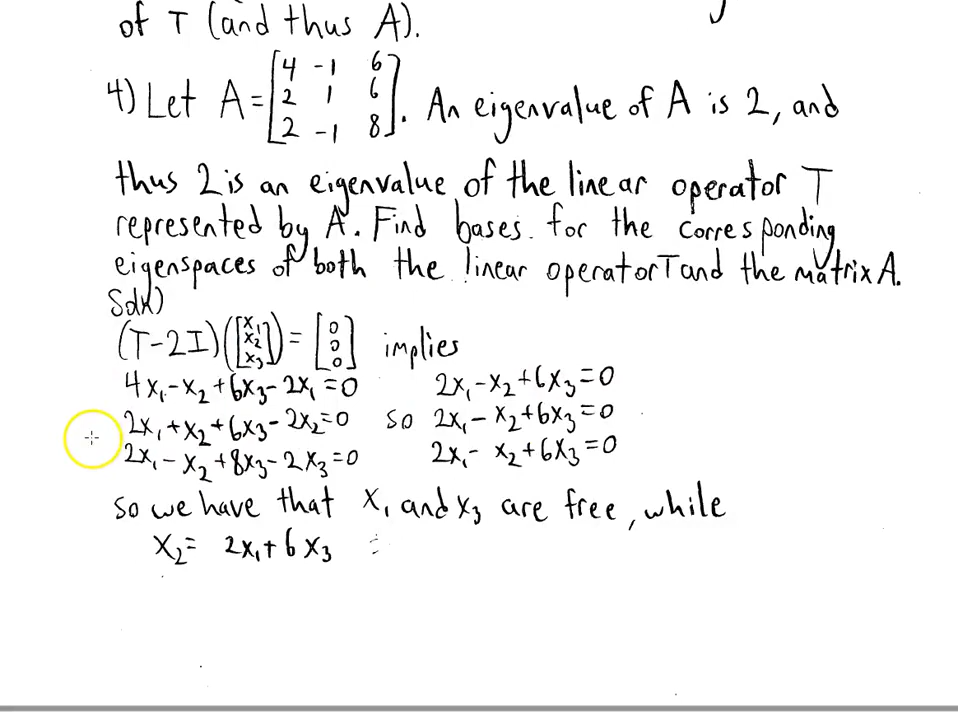 of T (and thus A).
4) Let A = [4 -1 6; 2 1 6; 2 -1 8]. An eigenvalue of A is 2, and
thus 2 is an eigenvalue of the linear operator T
represented by A. Find bases. for the corresponding
eigenspaces of both the linear operator T and the matrix A.
Soln)
(T-2I)([x₁; x₂; x₃]) = [0; 0; 0] implies
4x₁-x₂+6x₃-2x₁=0 2x₁-x₂+6x₃=0
2x₁+x₂+6x₃-2x₂=0 so 2x₁-x₂+6x₃=0
2x₁-x₂+8x₃-2x₃=0 2x₁-x₂+6x₃=0
so we have that x₁ and x₃ are free, while
x₂= 2x₁+6x₃